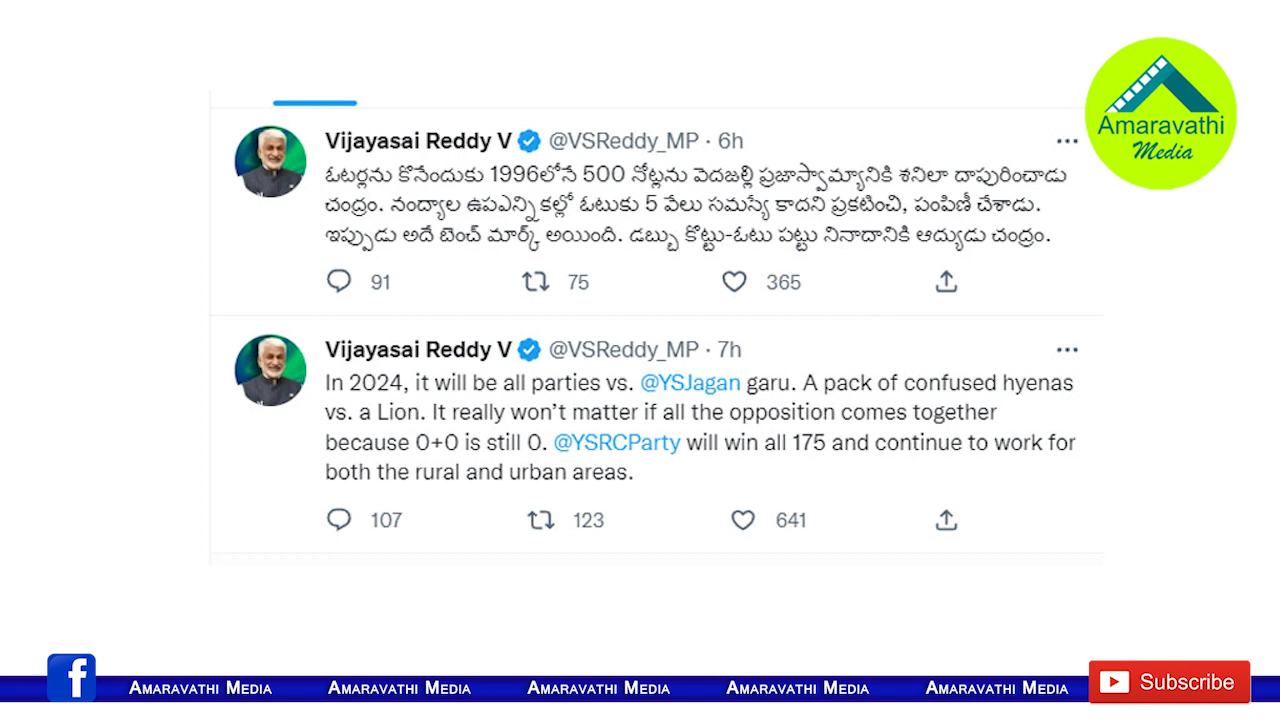 Amaravathi
Media
Vijayasai Reddy V @VSReddy_MP · 6h
ఓటర్లను కొనేందుకు 1996లోనే 500 నోట్లను వెదజల్లి ప్రజాస్వామ్యానికి శనిలా దాపురించాడు
చంద్రం. నంద్యాల ఉపఎన్నికల్లో ఓటుకు 5 వేలు సమస్యే కాదని ప్రకటించి, పంపిణీ చేశాడు.
ఇప్పుడు అదే బెంచ్ మార్క్ అయింది. డబ్బు కొట్టు-ఓటు పట్టు నినాదానికి ఆద్యుడు చంద్రం.
91 75 365
Vijayasai Reddy V @VSReddy_MP · 7h
In 2024, it will be all parties vs. @YSJagan garu. A pack of confused hyenas
vs. a Lion. It really won’t matter if all the opposition comes together
because 0+0 is still 0. @YSRCParty will win all 175 and continue to work for
both the rural and urban areas.
107 123 641
f Amaravathi Media Amaravathi Media Amaravathi Media Amaravathi Media Amaravathi Media Subscribe